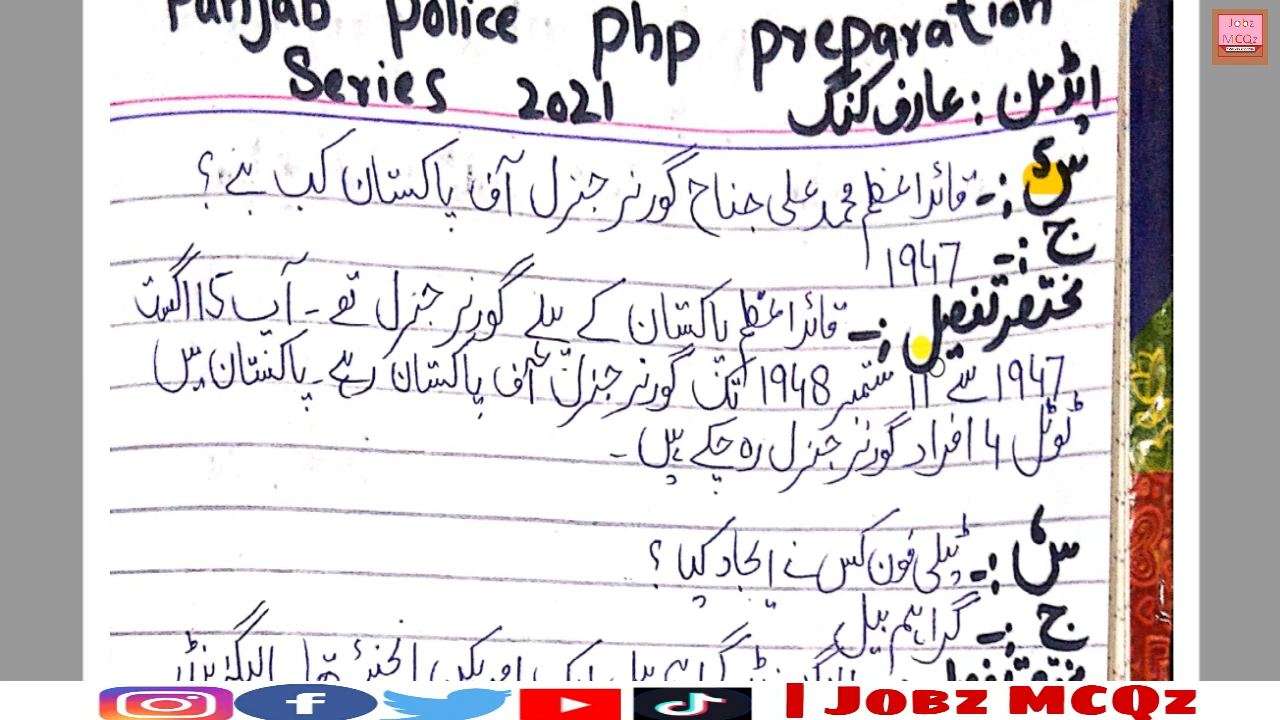 Jobz
MCQz
Punjab Police php preparation
Series 2021
ایڈمن : عارف کنگ
س :۔ قائداعظم محمد علی جناح گورنر جنرل آف پاکستان کب بنے ؟
ج :۔ 1947
مختصر تفصیل :۔ قائداعظم پاکستان کے پہلے گورنر جنرل تھے ۔ آپ 15 اگست
1947 سے 11 ستمبر 1948 تک گورنر جنرل آف پاکستان رہے ۔ پاکستان میں
ٹوٹل 4 افراد گورنر جنرل رہ چکے ہیں ۔
س :۔ ٹیلی فون کس نے ایجاد کیا ؟
ج :۔ گراہم بیل
| Jobz MCQz